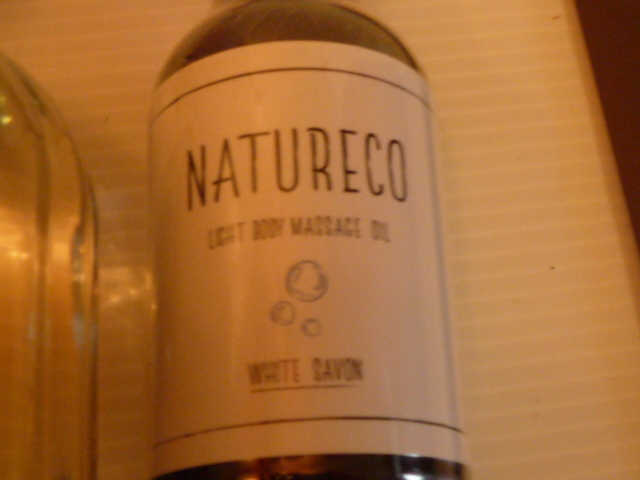 NATURECO
LIGHT BODY MASSAGE OIL
WHITE SAVON